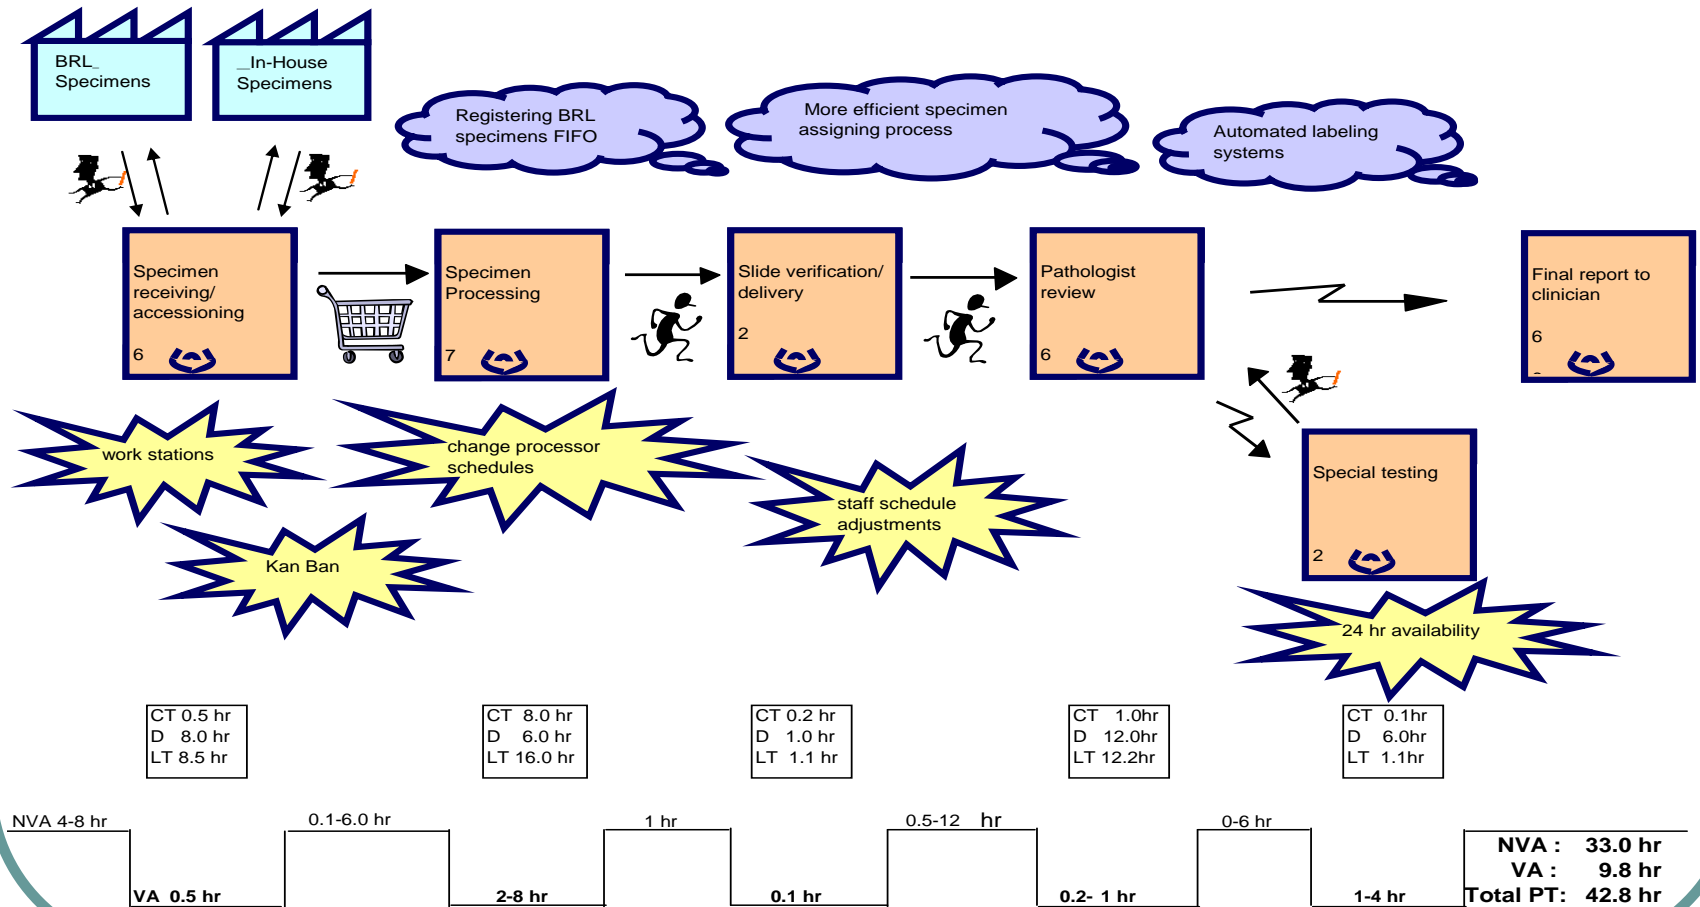 BRL_
Specimens
_In-House
Specimens
Registering BRL
specimens FIFO
More efficient specimen
assigning process
Automated labeling
systems
Specimen
receiving/
accessioning
6
Specimen
Processing
7
Slide verification/
delivery
2
Pathologist
review
6
Final report to
clinician
6
work stations
change processor
schedules
staff schedule
adjustments
Special testing
2
Kan Ban
24 hr availability
CT 0.5 hr
D 8.0 hr
LT 8.5 hr
CT 8.0 hr
D 6.0 hr
LT 16.0 hr
CT 0.2 hr
D 1.0 hr
LT 1.1 hr
CT 1.0hr
D 12.0hr
LT 12.2hr
CT 0.1hr
D 6.0hr
LT 1.1hr
NVA 4-8 hr
0.1-6.0 hr
1 hr
0.5-12 hr
0-6 hr
VA 0.5 hr
2-8 hr
0.1 hr
0.2- 1 hr
1-4 hr
NVA : 33.0 hr
VA : 9.8 hr
Total PT: 42.8 hr